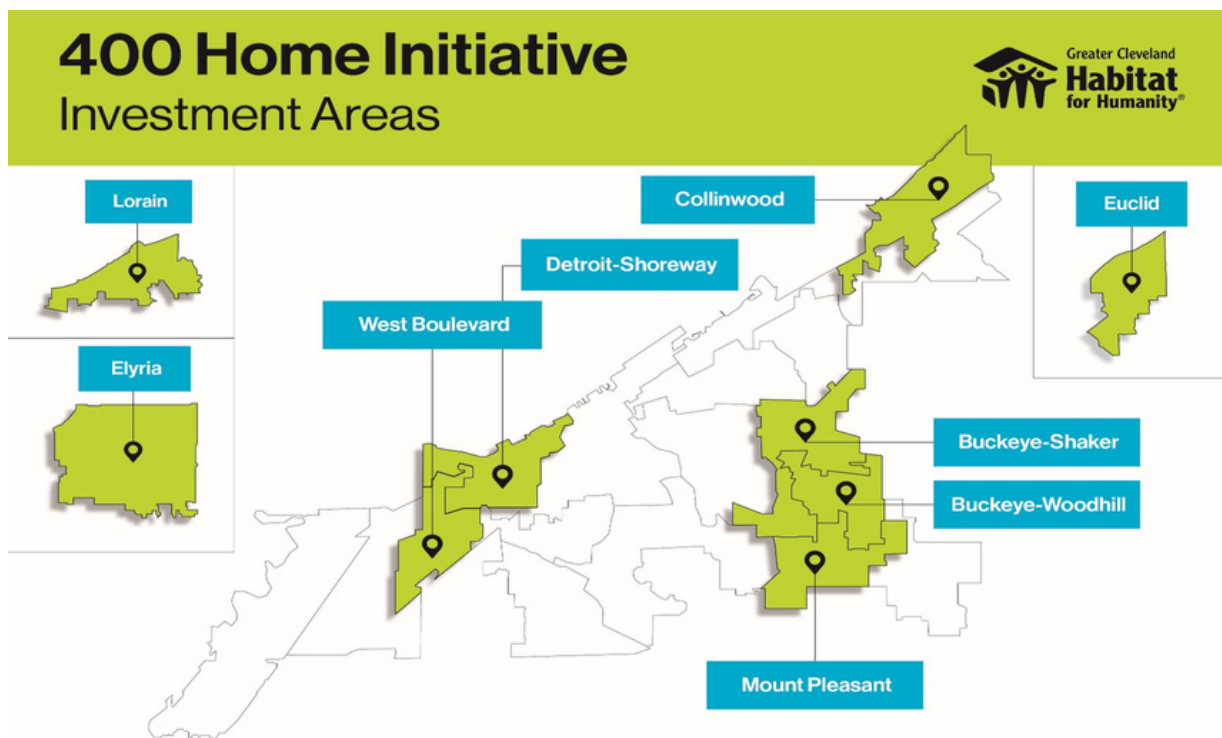 400 Home Initiative
Investment Areas
Greater Cleveland
Habitat
for Humanity®
Lorain
Collinwood
Euclid
Detroit-Shoreway
West Boulevard
Elyria
Buckeye-Shaker
Buckeye-Woodhill
Mount Pleasant